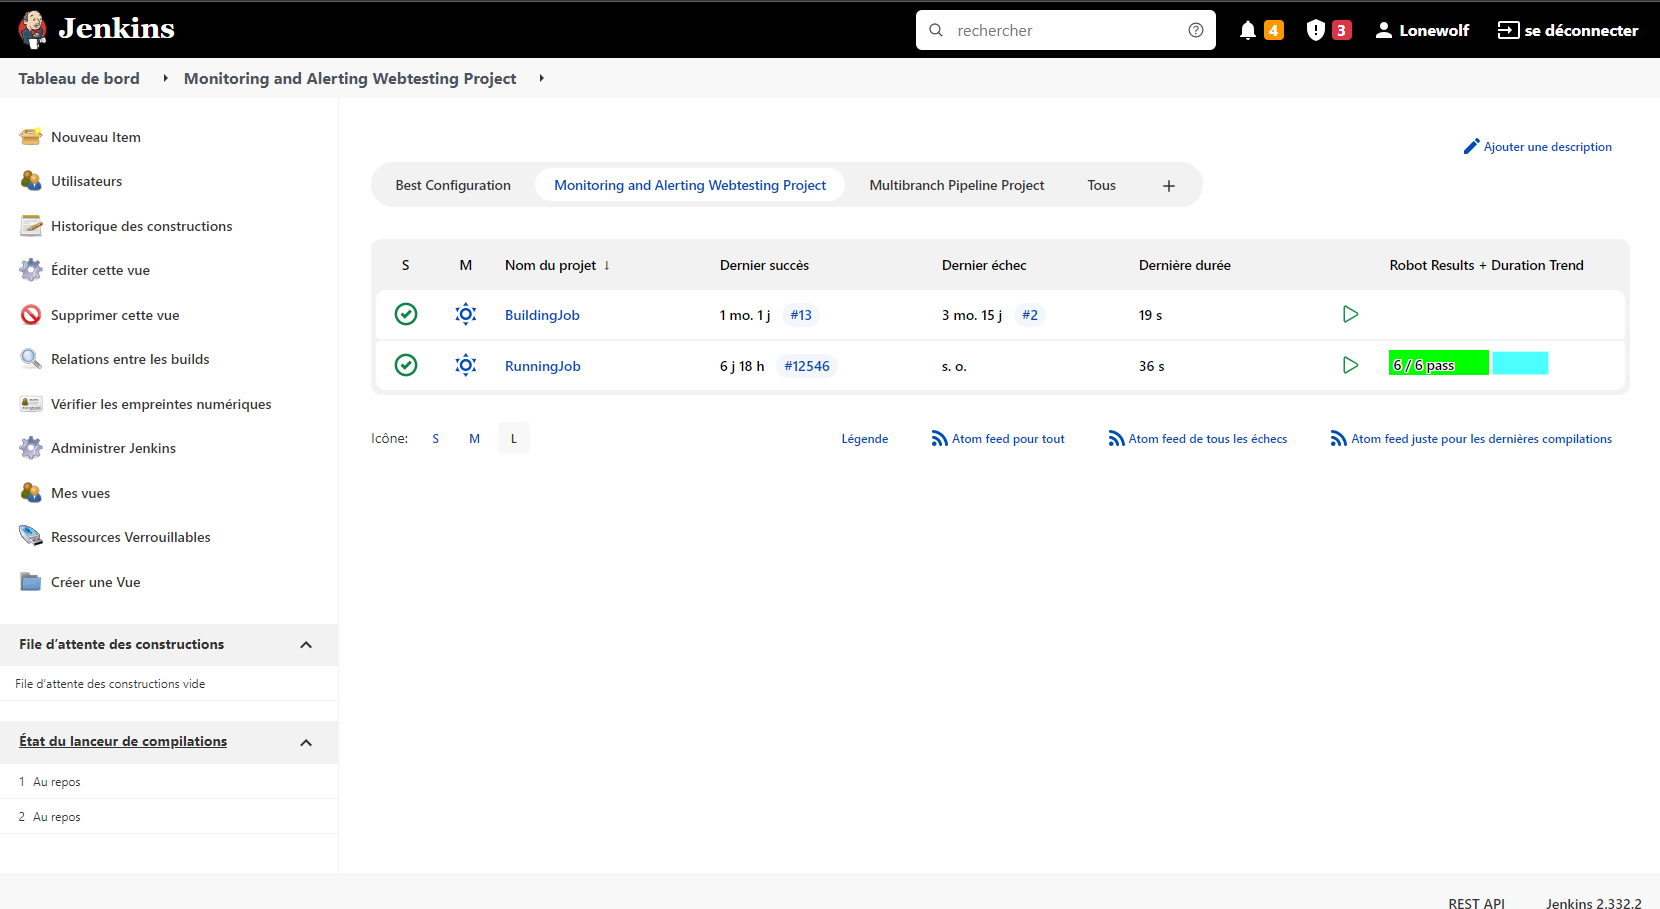 Jenkins
rechercher
4
3
Lonewolf
se déconnecter
Tableau de bord
Monitoring and Alerting Webtesting Project
Nouveau Item
Utilisateurs
Historique des constructions
Éditer cette vue
Supprimer cette vue
Relations entre les builds
Vérifier les empreintes numériques
Administrer Jenkins
Mes vues
Ressources Verrouillables
Créer une Vue
File d'attente des constructions
File d'attente des constructions vide
État du lanceur de compilations
1 Au repos
2 Au repos
Ajouter une description
Best Configuration Monitoring and Alerting Webtesting Project Multibranch Pipeline Project Tous +
S M Nom du projet ↓ Dernier succès Dernier échec Dernière durée Robot Results + Duration Trend
BuildingJob 1 mo. 1 j #13 3 mo. 15 j #2 19 s
RunningJob 6 j 18 h #12546 s. o. 36 s 6 / 6 pass
Icône: S M L Légende Atom feed pour tout Atom feed de tous les échecs Atom feed juste pour les dernières compilations
REST API Jenkins 2.332.2